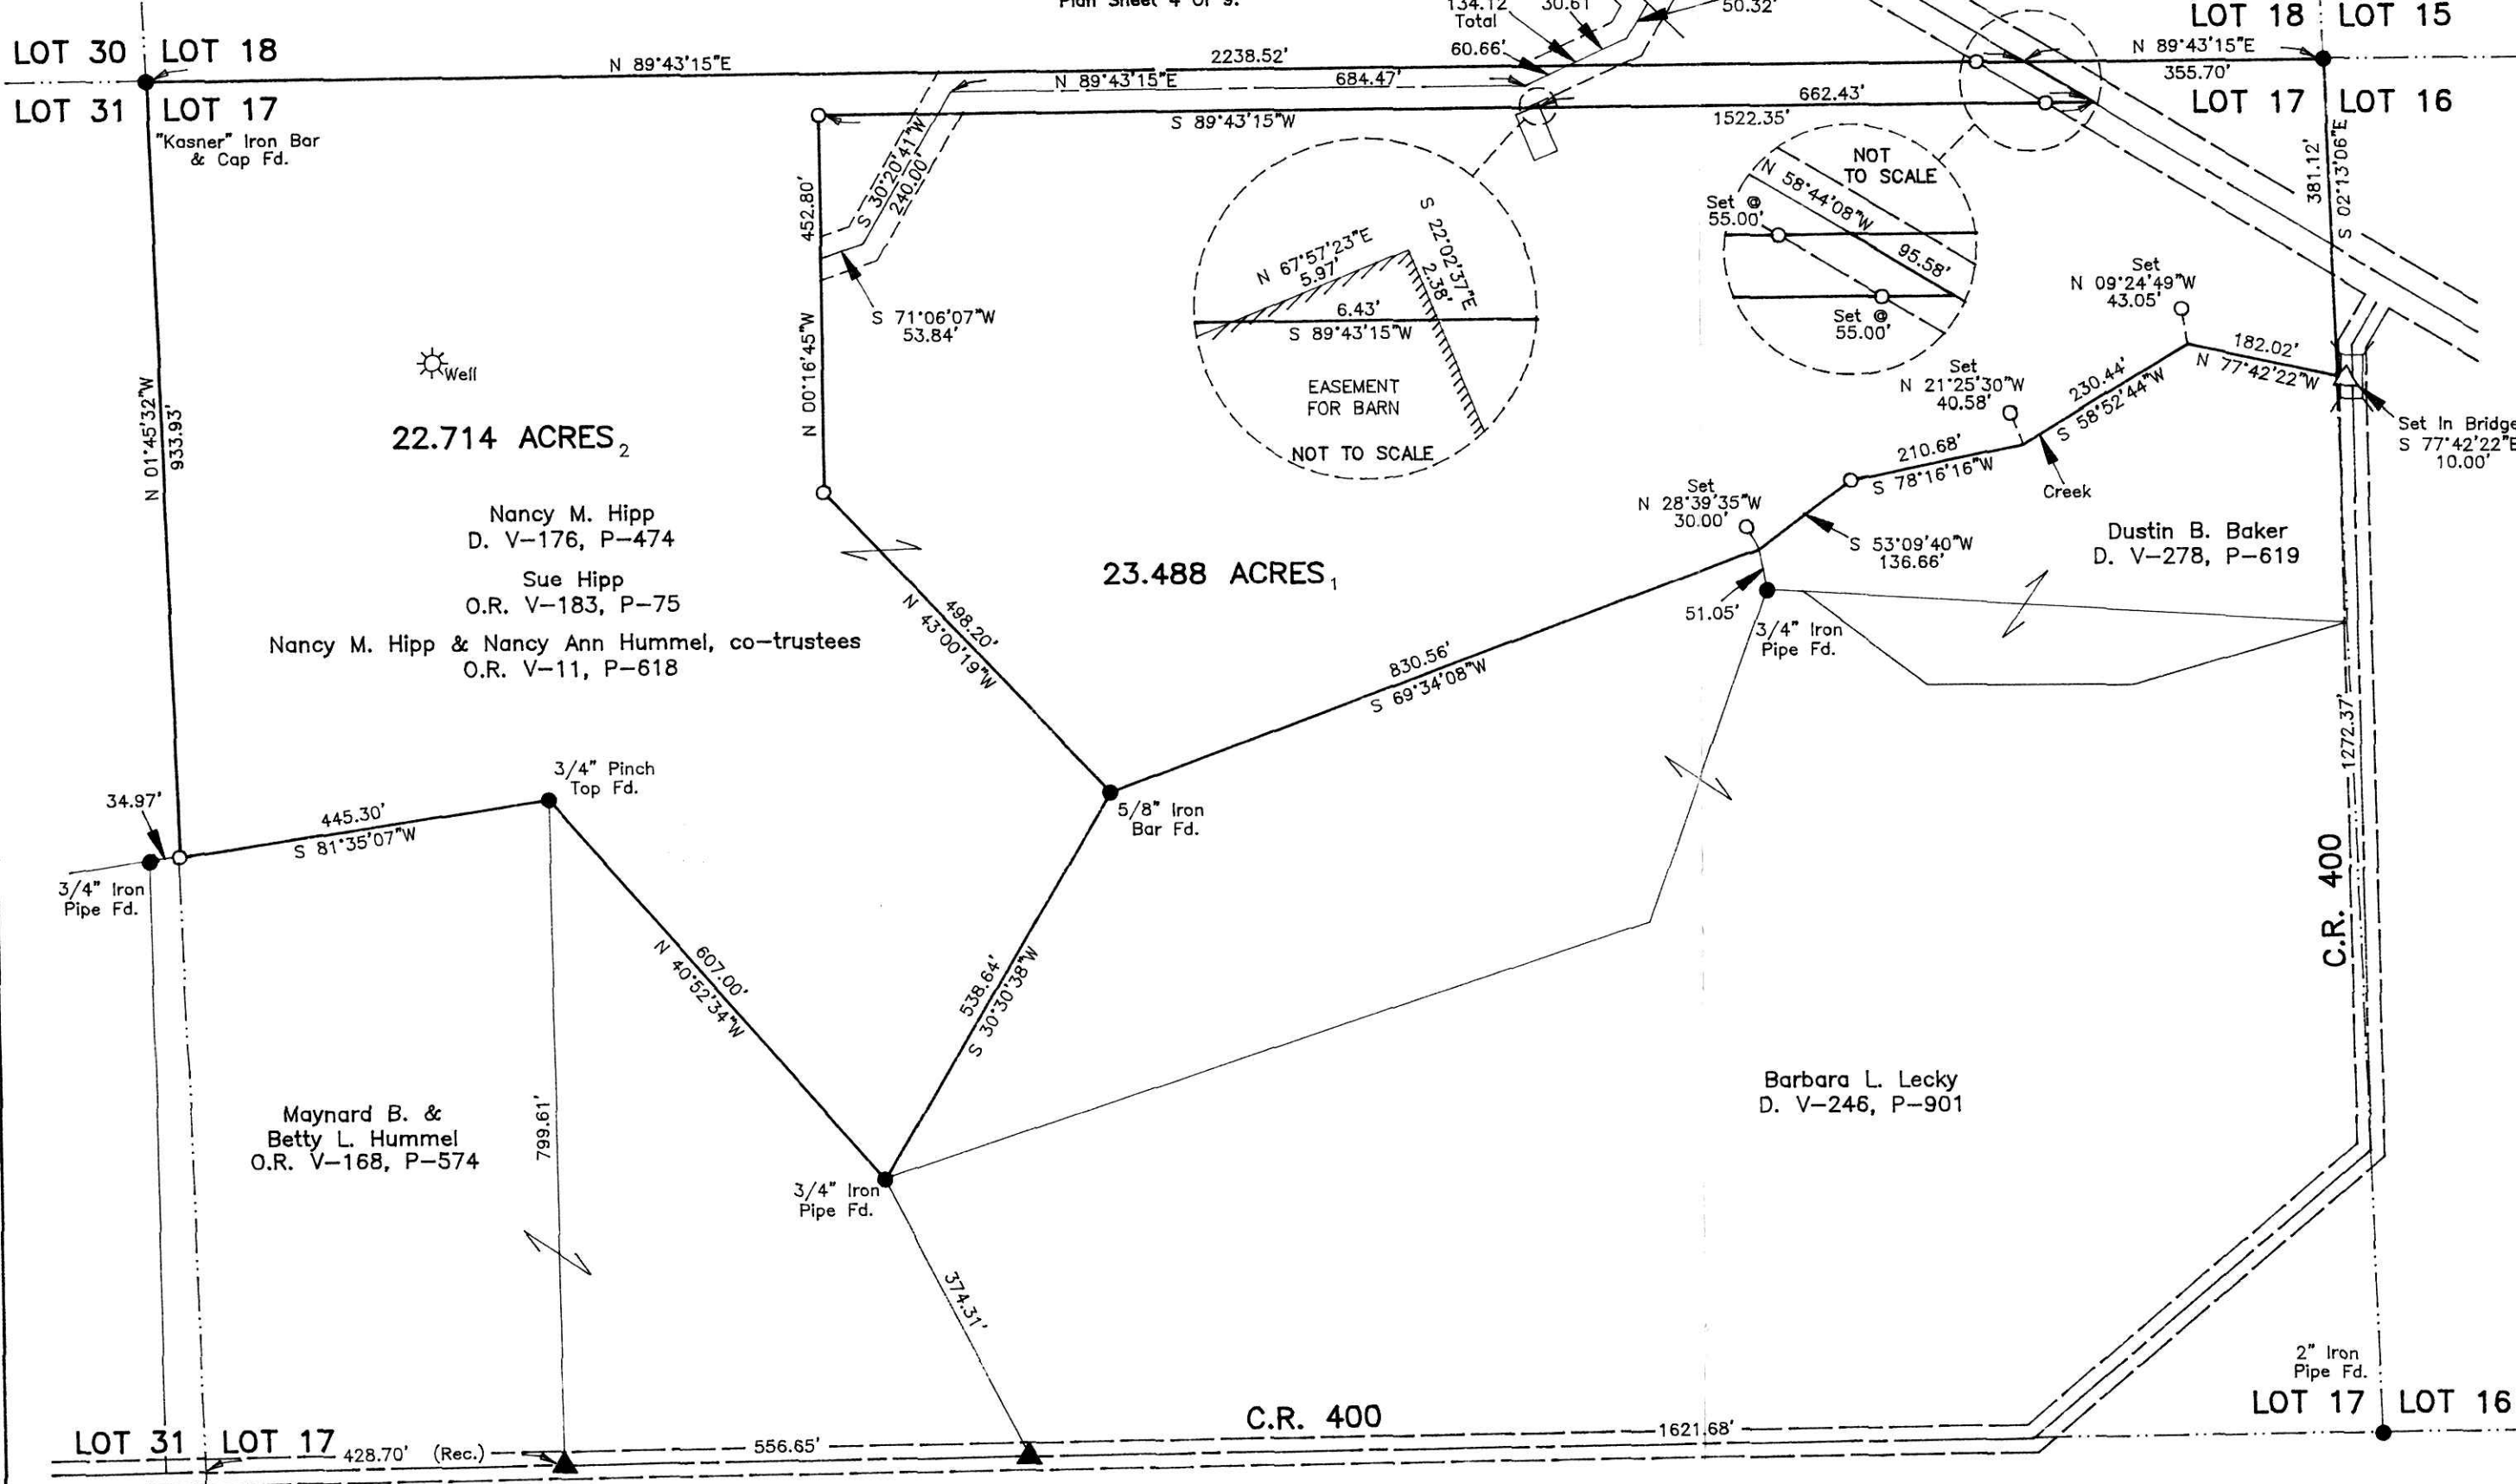 Plan Sheet 4 Of 9.
134.12'
Total
30.61'
50.32'
60.66'
LOT 30
LOT 18
LOT 31
LOT 17
"Kasner" Iron Bar
& Cap Fd.
N 89°43'15"E
2238.52'
N 89°43'15"E
684.47'
S 89°43'15"W
662.43'
1522.35'
LOT 18
LOT 15
N 89°43'15"E
355.70'
LOT 17
LOT 16
381.12'
S 02°13'06"E
452.80'
N 00°16'45"W
S 30°20'41"W
240.00'
S 71°06'07"W
53.84'
N 67°57'23"E
5.97'
S 22°02'37"E
2.38'
6.43'
S 89°43'15"W
EASEMENT
FOR BARN
NOT TO SCALE
NOT
TO SCALE
N 58°44'08"W
95.58'
Set @
55.00'
Set @
55.00'
Set
N 09°24'49"W
43.05'
182.02'
N 77°42'22"W
230.44'
S 58°52'44"W
Set
N 21°25'30"W
40.58'
210.68'
S 78°16'16"W
Creek
Set In Bridge
S 77°42'22"E
10.00'
Set
N 28°39'35"W
30.00'
S 53°09'40"W
136.66'
51.05'
3/4" Iron
Pipe Fd.
Dustin B. Baker
D. V-278, P-619
N 01°45'32"W
933.93'
Well
22.714 ACRES₂
Nancy M. Hipp
D. V-176, P-474
Sue Hipp
O.R. V-183, P-75
Nancy M. Hipp & Nancy Ann Hummel, co-trustees
O.R. V-11, P-618
23.488 ACRES₁
498.20'
N 43°00'19"W
830.56'
S 69°34'08"W
5/8" Iron
Bar Fd.
3/4" Pinch
Top Fd.
34.97'
445.30'
S 81°35'07"W
3/4" Iron
Pipe Fd.
607.00'
N 40°52'34"W
538.64'
S 30°30'38"W
1272.37'
C.R. 400
799.61'
Maynard B. &
Betty L. Hummel
O.R. V-168, P-574
3/4" Iron
Pipe Fd.
374.31'
Barbara L. Lecky
D. V-246, P-901
2" Iron
Pipe Fd.
LOT 17
LOT 16
LOT 31
LOT 17
428.70' (Rec.)
556.65'
C.R. 400
1621.68'